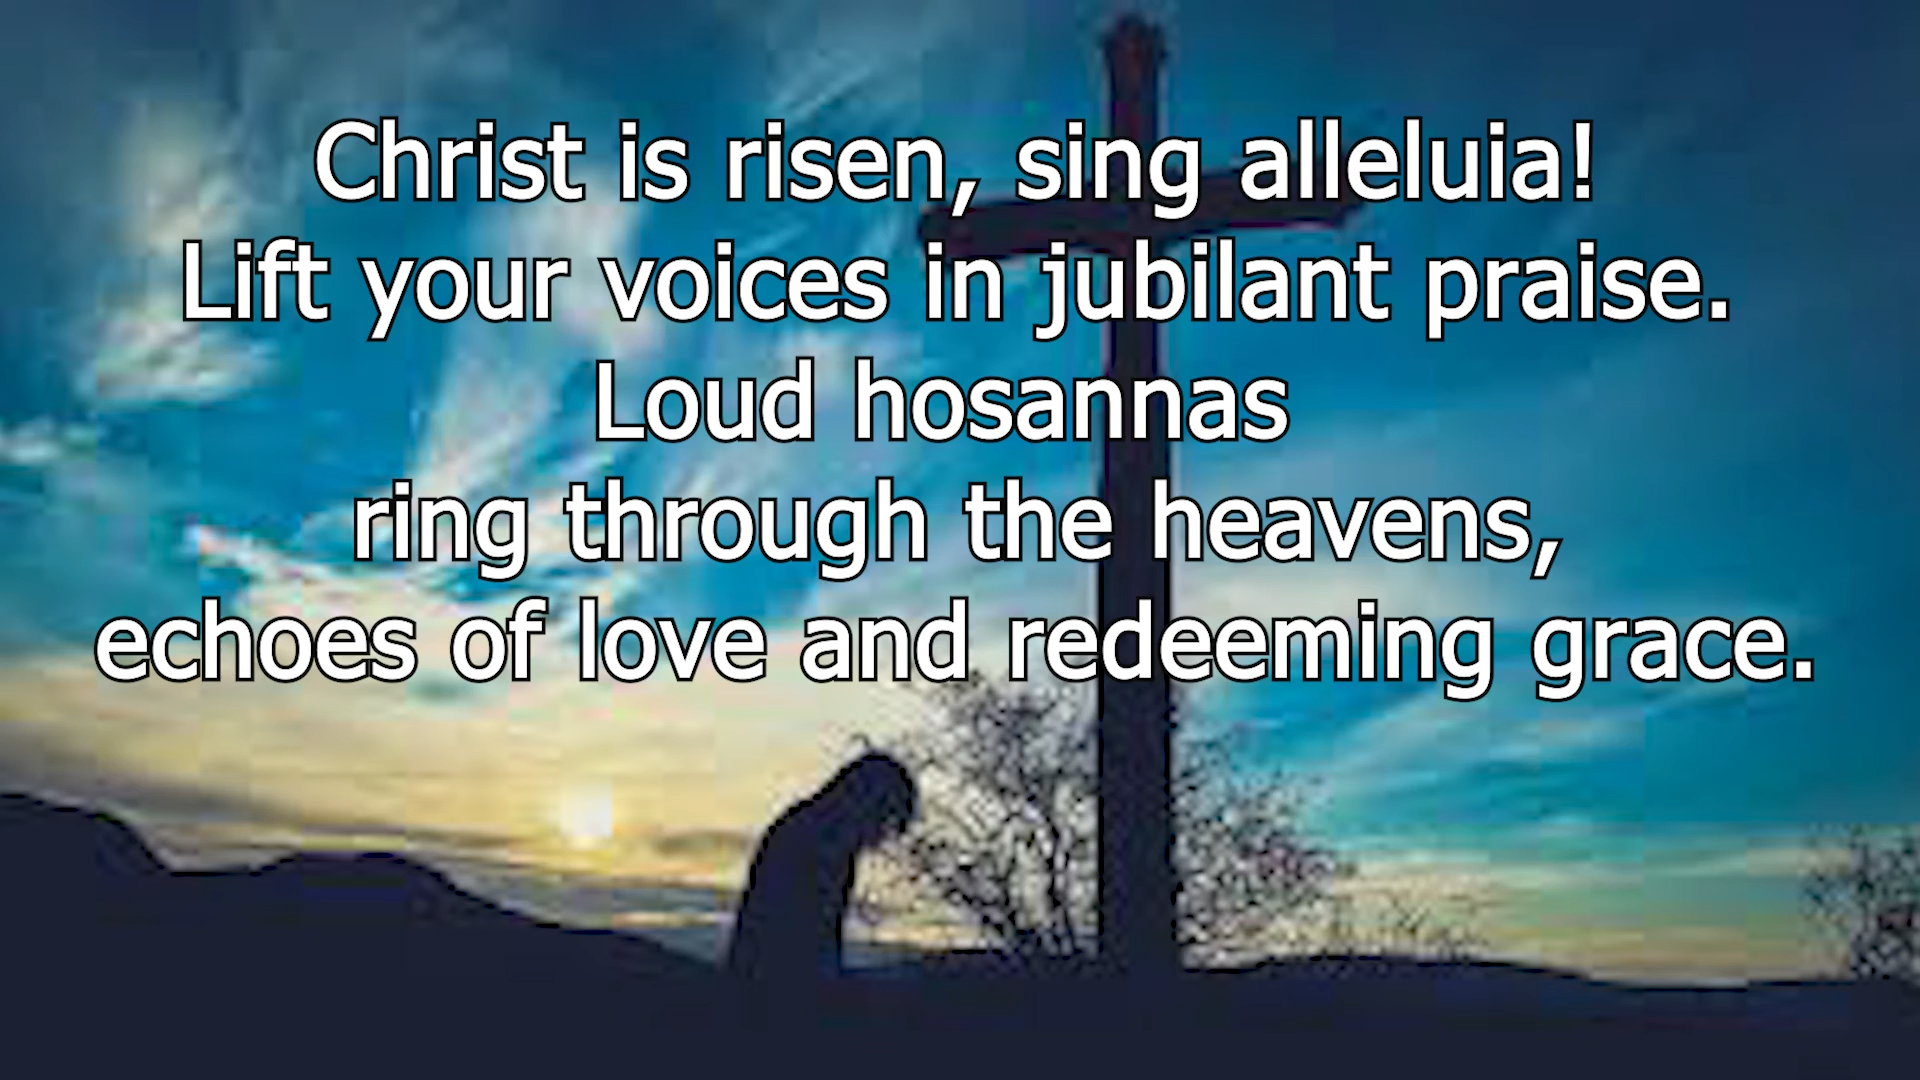 Christ is risen, sing alleluia!
Lift your voices in jubilant praise.
Loud hosannas
ring through the heavens,
echoes of love and redeeming grace.